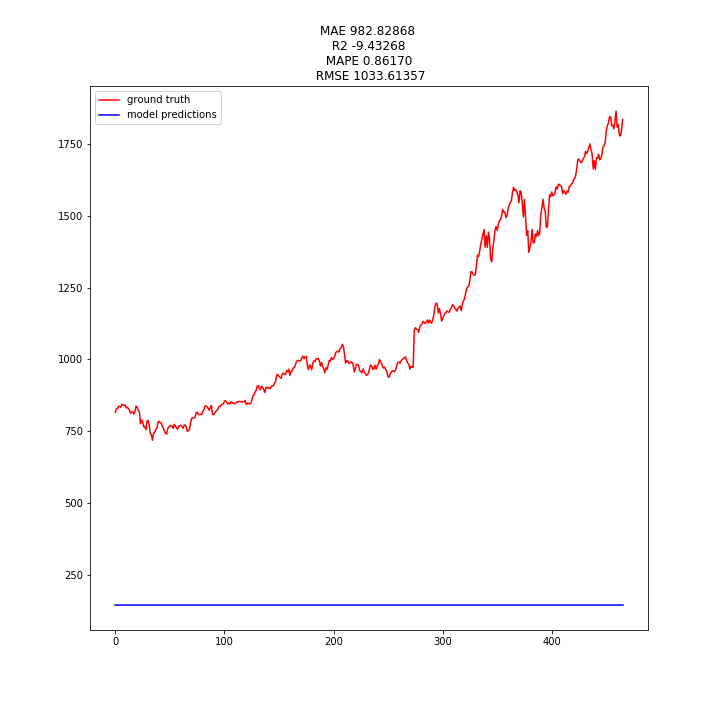 MAE 982.82868
R2 -9.43268
MAPE 0.86170
RMSE 1033.61357
ground truth
model predictions
1750
1500
1250
1000
750
500
250
0
100
200
300
400